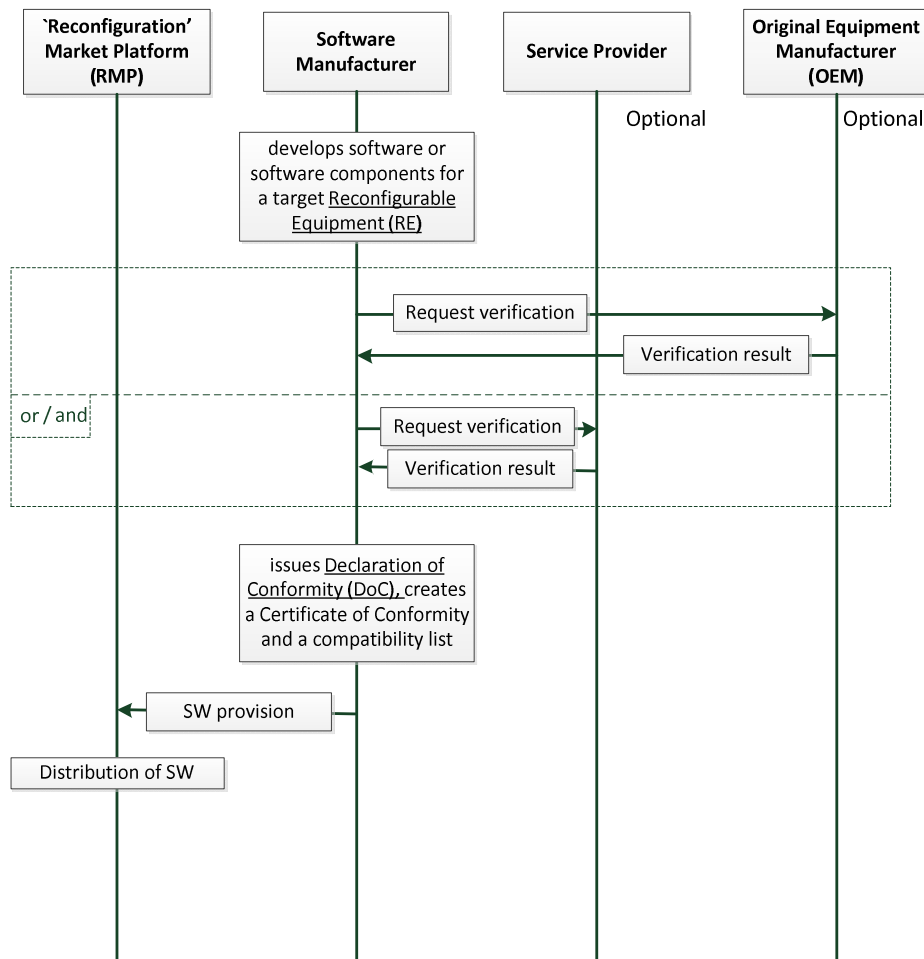 `Reconfiguration'
Market Platform
(RMP)
Software
Manufacturer
Service Provider
Original Equipment
Manufacturer
(OEM)
Optional
Optional
develops software or
software components for
a target Reconfigurable
Equipment (RE)
Request verification
Verification result
or / and
Request verification
Verification result
issues Declaration of
Conformity (DoC), creates
a Certificate of Conformity
and a compatibility list
SW provision
Distribution of SW